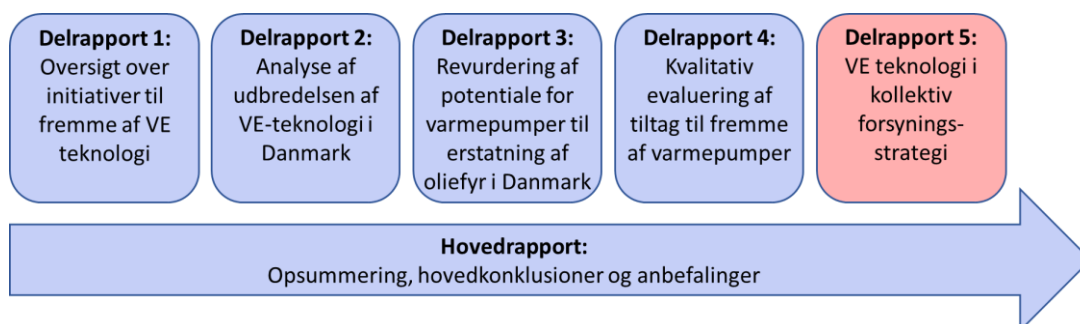 Delrapport 1:
Oversigt over
initiativer til
fremme af VE
teknologi
Delrapport 2:
Analyse af
udbredelsen af
VE-teknologi i
Danmark
Delrapport 3:
Revurdering af
potentiale for
varmepumper til
erstatning af
oliefyr i Danmark
Delrapport 4:
Kvalitativ
evaluering af
tiltag til fremme
af varmepumper
Delrapport 5:
VE teknologi i
kollektiv
forsynings-
strategi
Hovedrapport:
Opsummering, hovedkonklusioner og anbefalinger